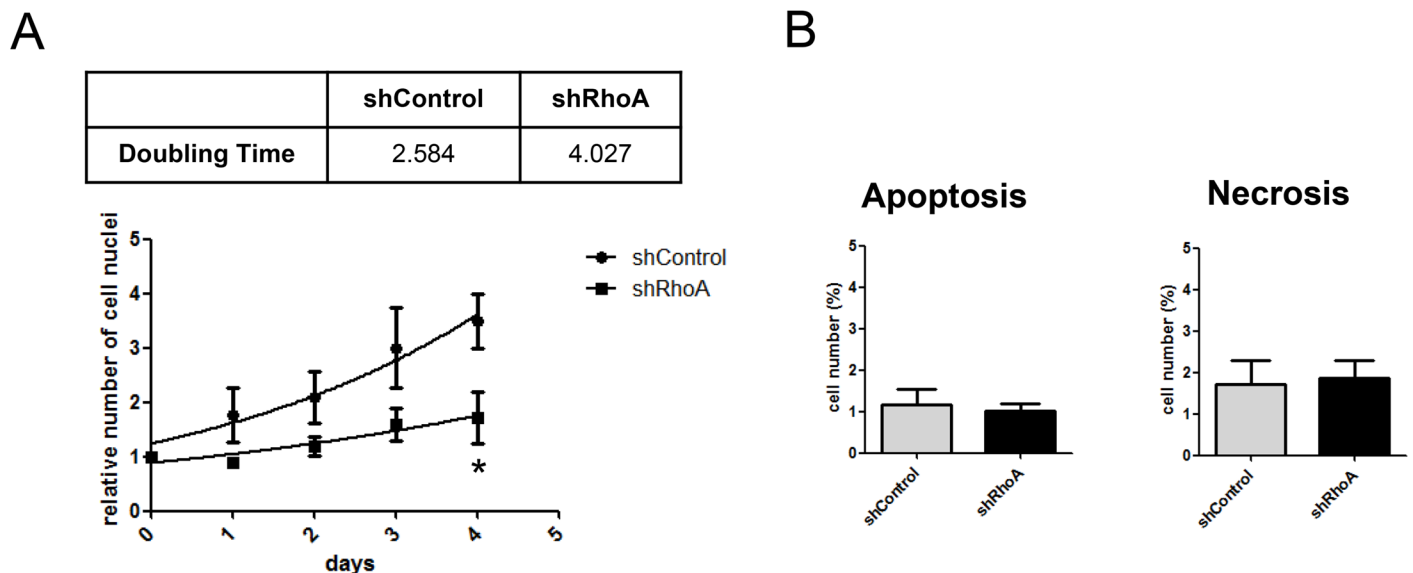 A
shControl shRhoA
Doubling Time 2.584 4.027
relative number of cell nuclei
5
4
3
2
1
0
0 1 2 3 4 5
days
shControl
shRhoA
*
B
Apoptosis
cell number (%)
5
4
3
2
1
0
shControl shRhoA
Necrosis
cell number (%)
5
4
3
2
1
0
shControl shRhoA